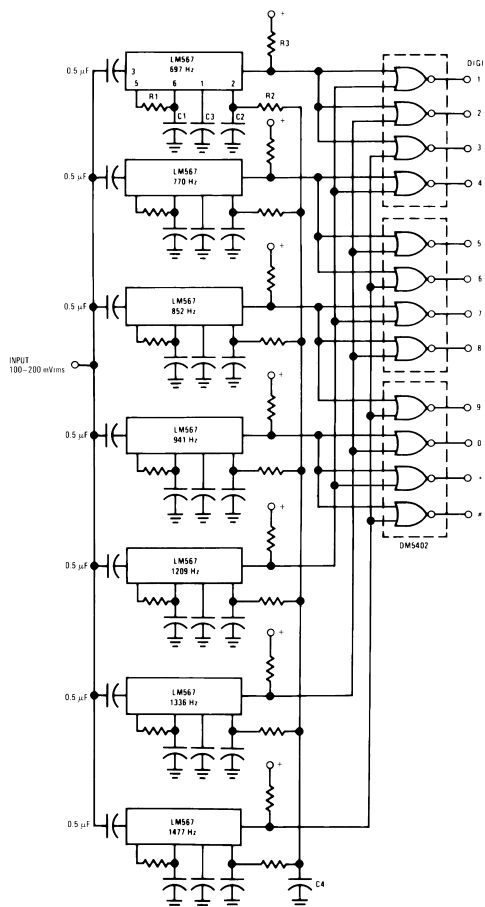 +
R3
LM567
697 Hz
0.5 µF
3
5
6
1
2
R1
R2
C1
C3
C2
DIGI
1
2
3
4
+
0.5 µF
LM567
770 Hz
+
0.5 µF
LM567
852 Hz
5
6
7
8
INPUT
100–200 mVrms
+
0.5 µF
LM567
941 Hz
9
0
*
#
DM5402
+
0.5 µF
LM567
1209 Hz
+
0.5 µF
LM567
1336 Hz
+
0.5 µF
LM567
1477 Hz
C4